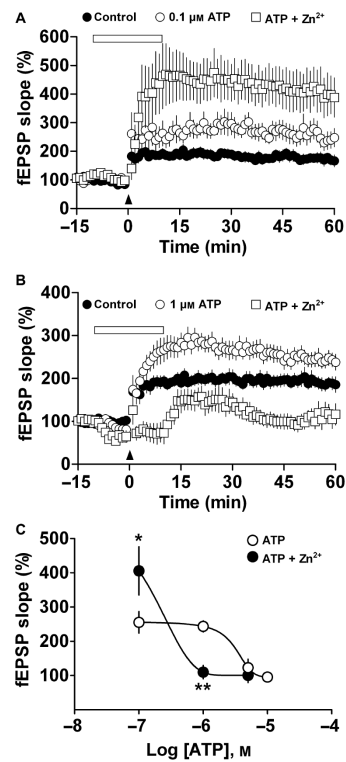 A
Control 0.1 μM ATP ATP + Zn²⁺
fEPSP slope (%)
600
500
400
300
200
100
0
−15 0 15 30 45 60
Time (min)
B
Control 1 μM ATP ATP + Zn²⁺
fEPSP slope (%)
400
300
200
100
0
−15 0 15 30 45 60
Time (min)
C
ATP
ATP + Zn²⁺
fEPSP slope (%)
500
400
300
200
100
0
*
**
−8 −7 −6 −5 −4
Log [ATP], M